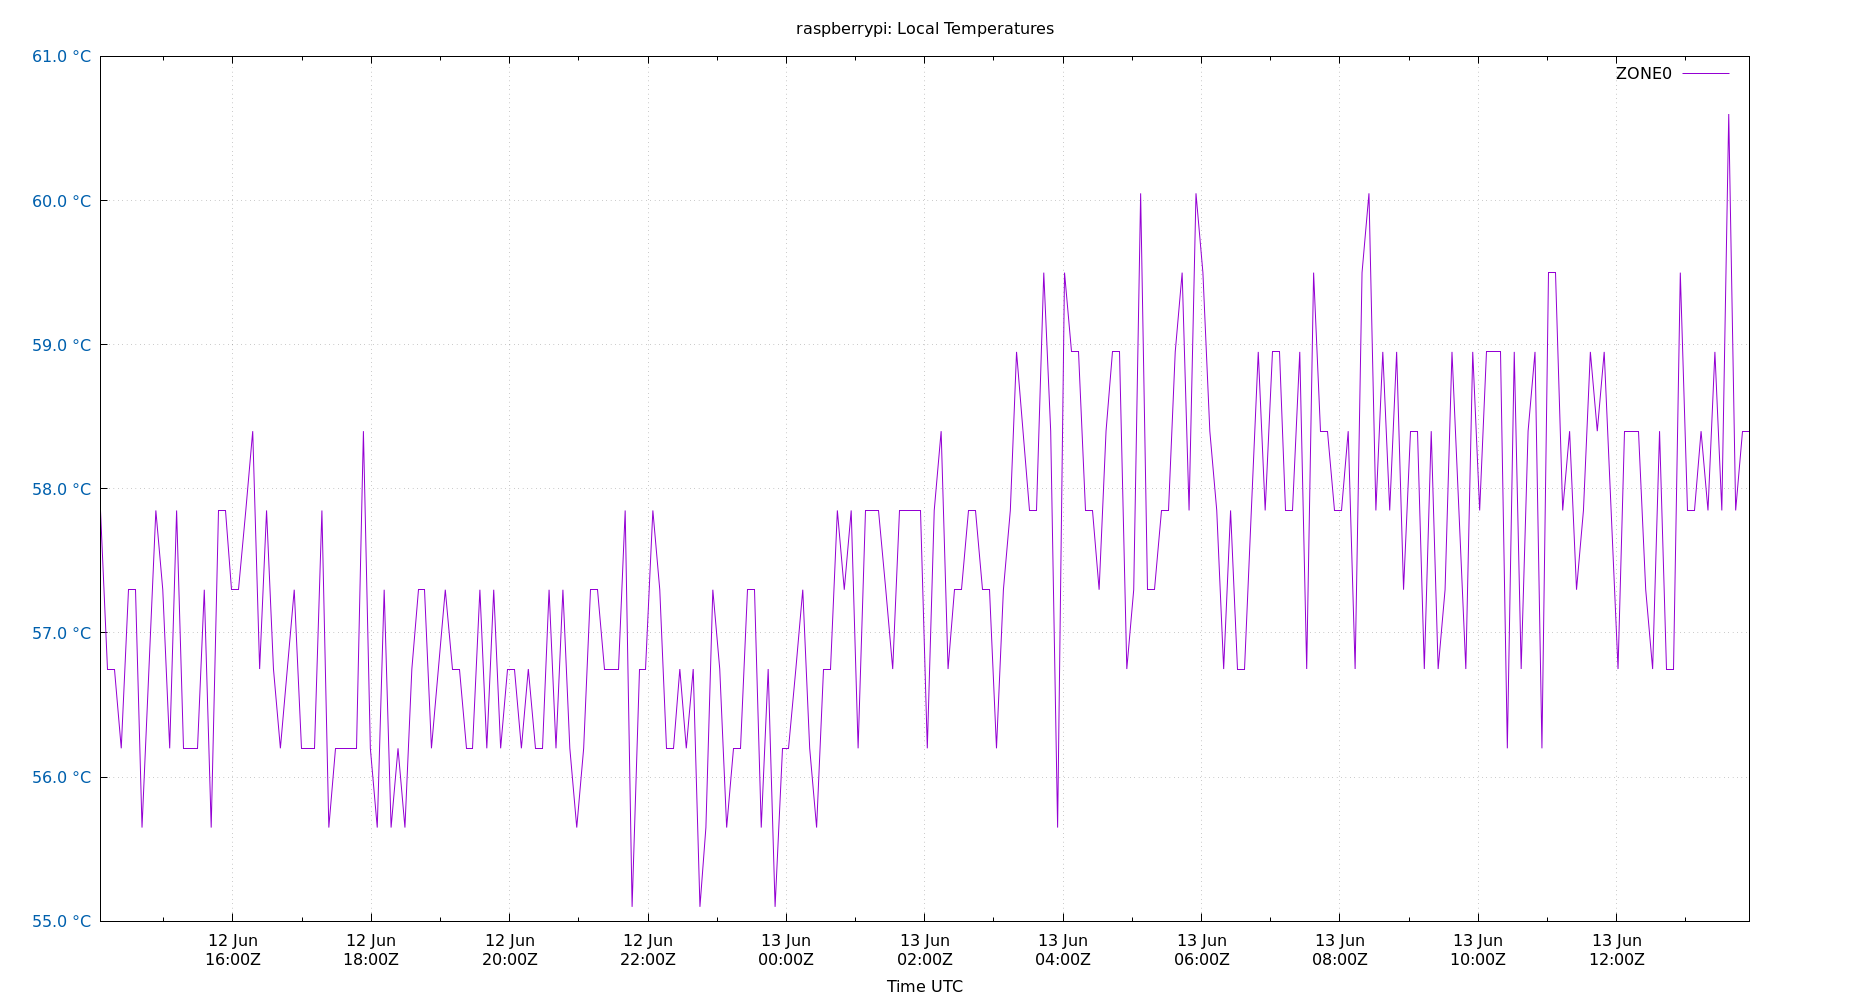 raspberrypi: Local Temperatures
61.0 °C
ZONE0
60.0 °C
59.0 °C
58.0 °C
57.0 °C
56.0 °C
55.0 °C
12 Jun 12 Jun 12 Jun 12 Jun 13 Jun 13 Jun 13 Jun 13 Jun 13 Jun 13 Jun 13 Jun
16:00Z 18:00Z 20:00Z 22:00Z 00:00Z 02:00Z 04:00Z 06:00Z 08:00Z 10:00Z 12:00Z
Time UTC